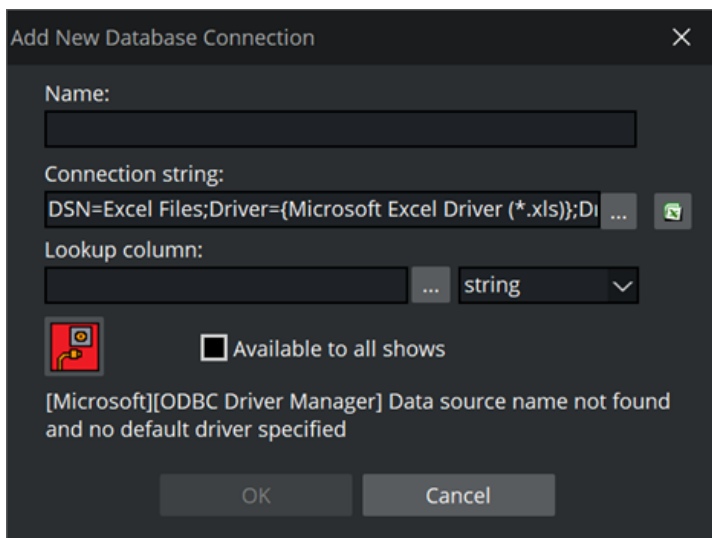 Add New Database Connection
Name:
Connection string:
DSN=Excel Files;Driver={Microsoft Excel Driver (*.xls)};
...
Lookup column:
... string
Available to all shows
[Microsoft][ODBC Driver Manager] Data source name not found
and no default driver specified
OK Cancel